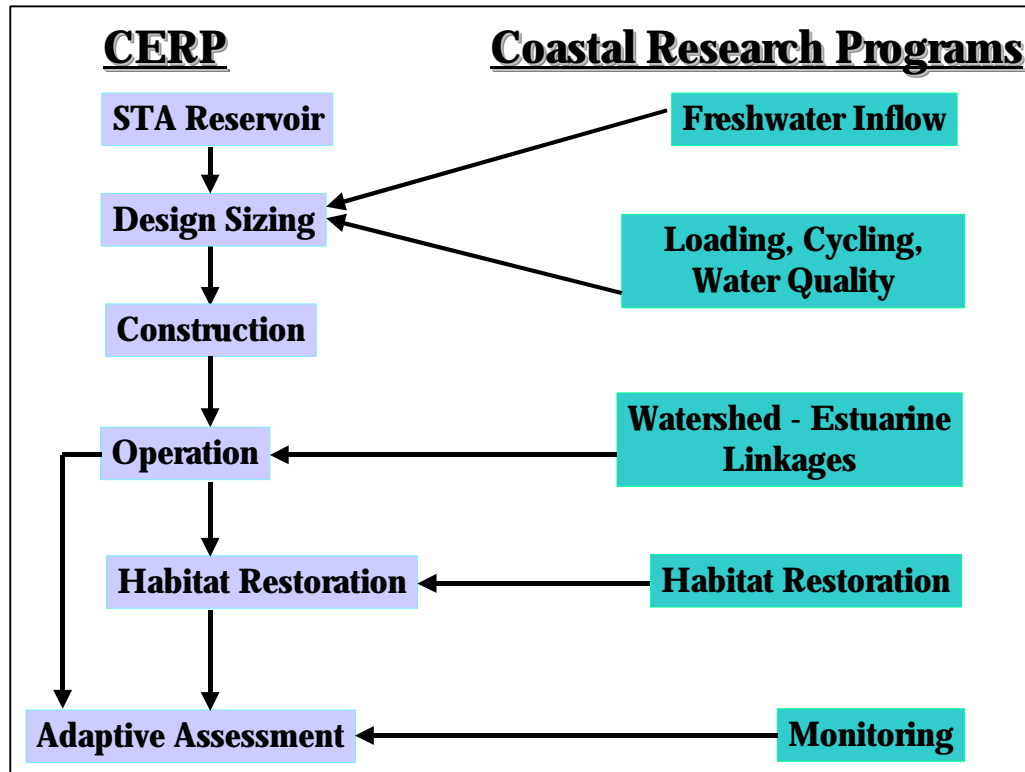 CERP
Coastal Research Programs
STA Reservoir
Freshwater Inflow
Design Sizing
Loading, Cycling,
Water Quality
Construction
Watershed - Estuarine
Linkages
Operation
Habitat Restoration
Habitat Restoration
Adaptive Assessment
Monitoring